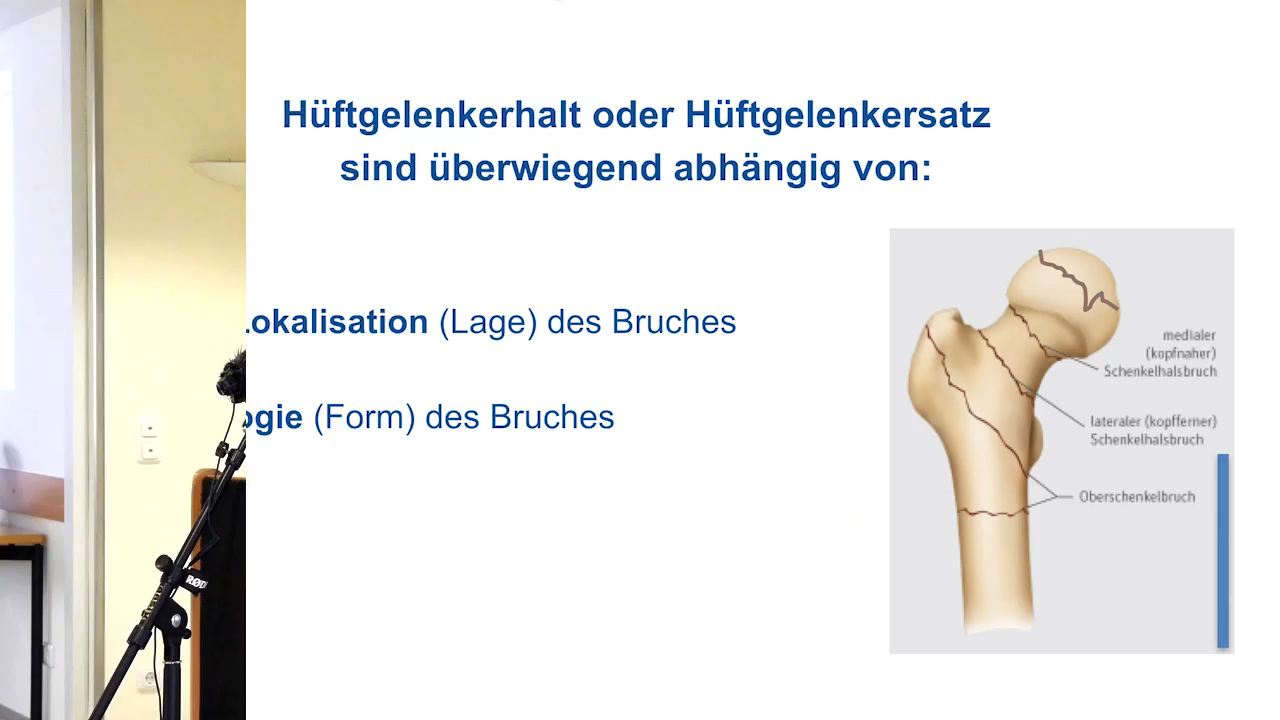 Hüftgelenkerhalt oder Hüftgelenkersatz
sind überwiegend abhängig von:
okalisation (Lage) des Bruches
ogie (Form) des Bruches
medialer
(kopfnaher)
Schenkelhalsbruch
lateraler (kopfferner)
Schenkelhalsbruch
Oberschenkelbruch
RØD